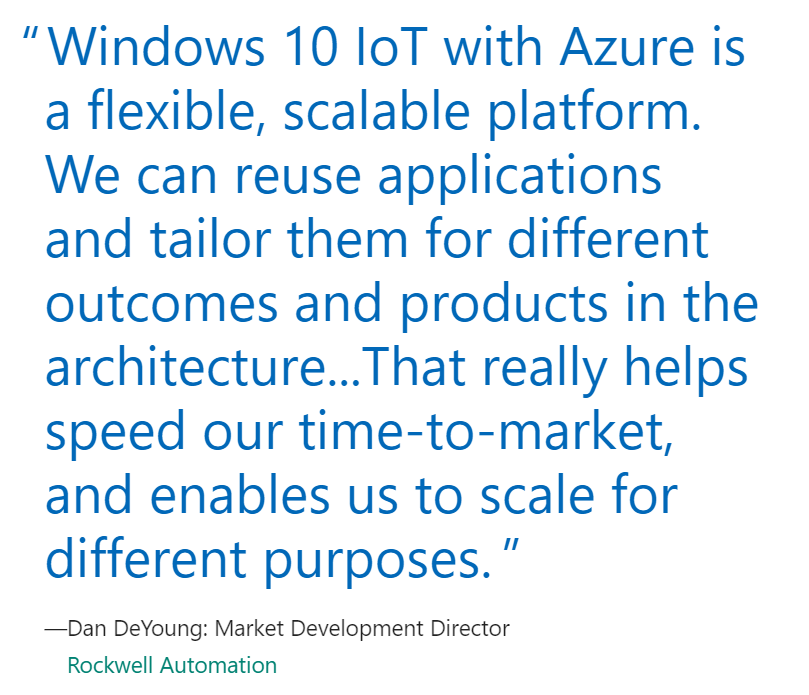 “Windows 10 IoT with Azure is
a flexible, scalable platform.
We can reuse applications
and tailor them for different
outcomes and products in the
architecture...That really helps
speed our time-to-market,
and enables us to scale for
different purposes.”
—Dan DeYoung: Market Development Director
Rockwell Automation